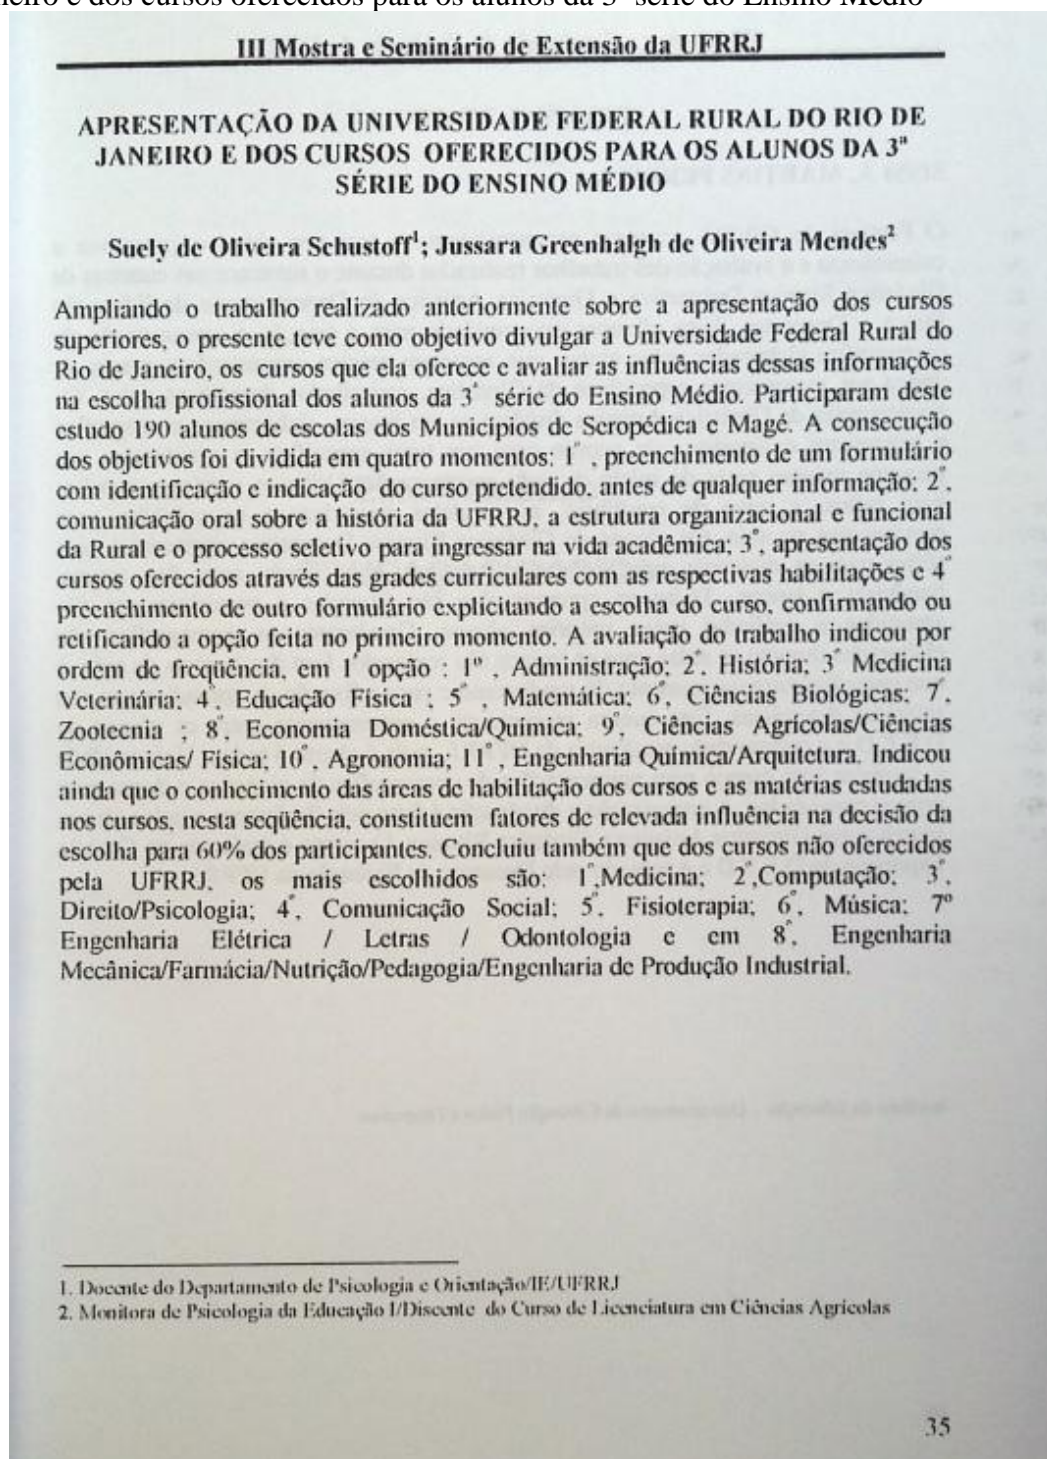 neiro e dos cursos oferecidos para os alunos da 3ª série do Ensino Médio
III Mostra e Seminário de Extensão da UFRRJ
APRESENTAÇÃO DA UNIVERSIDADE FEDERAL RURAL DO RIO DE
JANEIRO E DOS CURSOS OFERECIDOS PARA OS ALUNOS DA 3ª
SÉRIE DO ENSINO MÉDIO
Suely de Oliveira Schustoff¹; Jussara Greenhalgh de Oliveira Mendes²
Ampliando o trabalho realizado anteriormente sobre a apresentação dos cursos
superiores, o presente teve como objetivo divulgar a Universidade Federal Rural do
Rio de Janeiro, os cursos que ela oferece e avaliar as influências dessas informações
na escolha profissional dos alunos da 3ª série do Ensino Médio. Participaram deste
estudo 190 alunos de escolas dos Municípios de Seropédica e Magé. A consecução
dos objetivos foi dividida em quatro momentos: 1º , preenchimento de um formulário
com identificação e indicação do curso pretendido, antes de qualquer informação; 2º,
comunicação oral sobre a história da UFRRJ, a estrutura organizacional e funcional
da Rural e o processo seletivo para ingressar na vida acadêmica; 3º, apresentação dos
cursos oferecidos através das grades curriculares com as respectivas habilitações e 4º
preenchimento de outro formulário explicitando a escolha do curso, confirmando ou
retificando a opção feita no primeiro momento. A avaliação do trabalho indicou por
ordem de freqüência, em 1ª opção : 1º , Administração; 2º, História; 3º Medicina
Veterinária; 4º, Educação Física ; 5º , Matemática; 6º, Ciências Biológicas; 7º,
Zootecnia ; 8º, Economia Doméstica/Química; 9º, Ciências Agrícolas/Ciências
Econômicas/ Física; 10º, Agronomia; 11º , Engenharia Química/Arquitetura. Indicou
ainda que o conhecimento das áreas de habilitação dos cursos e as matérias estudadas
nos cursos, nesta seqüência, constituem fatores de relevada influência na decisão da
escolha para 60% dos participantes. Concluiu também que dos cursos não oferecidos
pela UFRRJ, os mais escolhidos são: 1º,Medicina; 2º,Computação; 3º,
Direito/Psicologia; 4º, Comunicação Social; 5º, Fisioterapia; 6º, Música; 7º
Engenharia Elétrica / Letras / Odontologia e em 8º, Engenharia
Mecânica/Farmácia/Nutrição/Pedagogia/Engenharia de Produção Industrial.
1. Docente do Departamento de Psicologia e Orientação/IE/UFRRJ
2. Monitora de Psicologia da Educação I/Discente do Curso de Licenciatura em Ciências Agrícolas
35